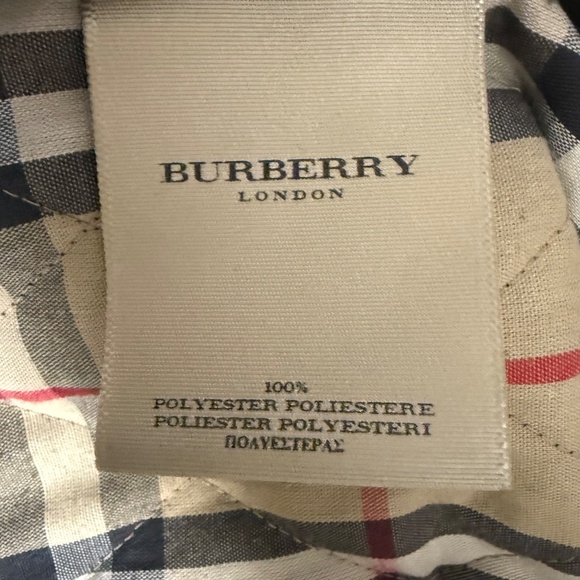 BURBERRY
LONDON
100%
POLYESTER POLIESTERE
POLIESTER POLYESTERI
ΠΟΛΥΕΣΤΕΡΑΣ